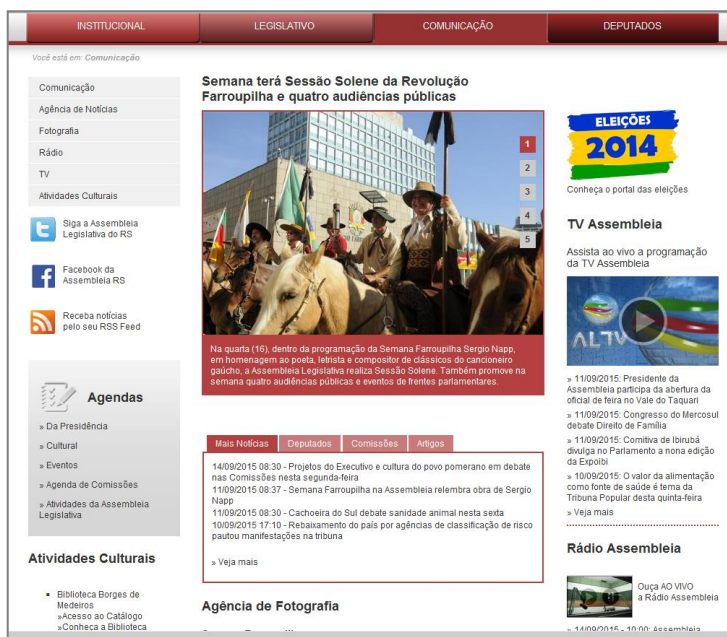 INSTITUCIONAL
LEGISLATIVO
COMUNICAÇÃO
DEPUTADOS
Você está em: Comunicação
Comunicação
Agência de Notícias
Fotografia
Rádio
TV
Atividades Culturais
Siga a Assembleia
Legislativa do RS
Facebook da
Assembleia RS
Receba notícias
pelo seu RSS Feed
Agendas
» Da Presidência
» Cultural
» Eventos
» Agenda de Comissões
» Atividades da Assembleia
Legislativa
Atividades Culturais
Biblioteca Borges de
Medeiros
»Acesso ao Catálogo
»Conheça a Biblioteca
Semana terá Sessão Solene da Revolução
Farroupilha e quatro audiências públicas
1
2
3
4
5
Na quarta (16), dentro da programação da Semana Farroupilha Sergio Napp,
em homenagem ao poeta, letrista e compositor de clássicos do cancioneiro
gaúcho, a Assembleia Legislativa realiza Sessão Solene. Também promove na
semana quatro audiências públicas e eventos de frentes parlamentares.
Mais Notícias
Deputados
Comissões
Artigos
14/09/2015 08:30 - Projetos do Executivo e cultura do povo pomerano em debate
nas Comissões nesta segunda-feira
11/09/2015 08:37 - Semana Farroupilha na Assembleia relembra obra de Sergio
Napp
11/09/2015 08:30 - Cachoeira do Sul debate sanidade animal nesta sexta
10/09/2015 17:10 - Rebaixamento do país por agências de classificação de risco
pautou manifestações na tribuna
» Veja mais
Agência de Fotografia
ELEIÇÕES
2014
Conheça o portal das eleições
TV Assembleia
Assista ao vivo a programação
da TV Assembleia
ALTV
» 11/09/2015: Presidente da
Assembleia participa da abertura da
oficial de feira no Vale do Taquari
» 11/09/2015: Congresso do Mercosul
debate Direito de Família
» 11/09/2015: Comitiva de Ibirubá
divulga no Parlamento a nona edição
da Expoibi
» 10/09/2015: O valor da alimentação
como fonte de saúde é tema da
Tribuna Popular desta quinta-feira
» Veja mais
Rádio Assembleia
Ouça AO VIVO
a Rádio Assembleia
» 14/09/2015 - 10:00: Assembleia